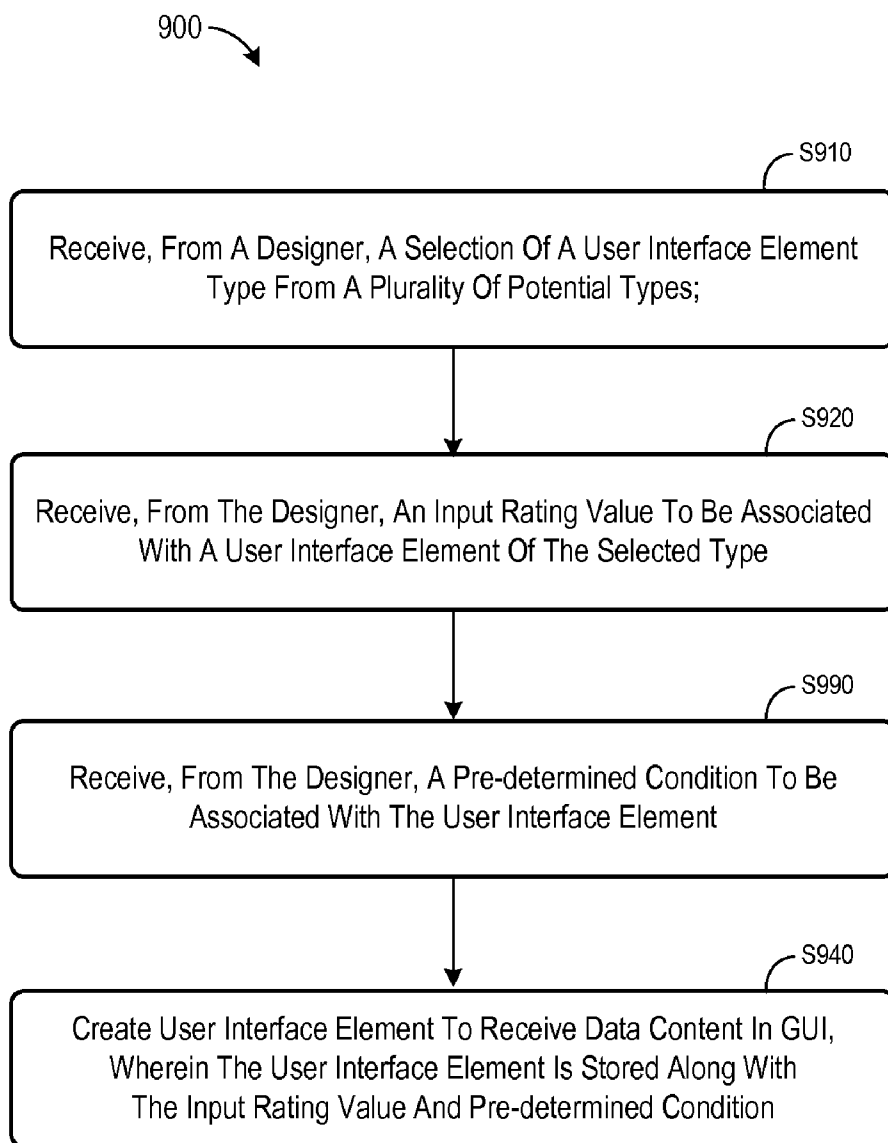 900
S910
Receive, From A Designer, A Selection Of A User Interface Element
Type From A Plurality Of Potential Types;
S920
Receive, From The Designer, An Input Rating Value To Be Associated
With A User Interface Element Of The Selected Type
S990
Receive, From The Designer, A Pre-determined Condition To Be
Associated With The User Interface Element
S940
Create User Interface Element To Receive Data Content In GUI,
Wherein The User Interface Element Is Stored Along With
The Input Rating Value And Pre-determined Condition